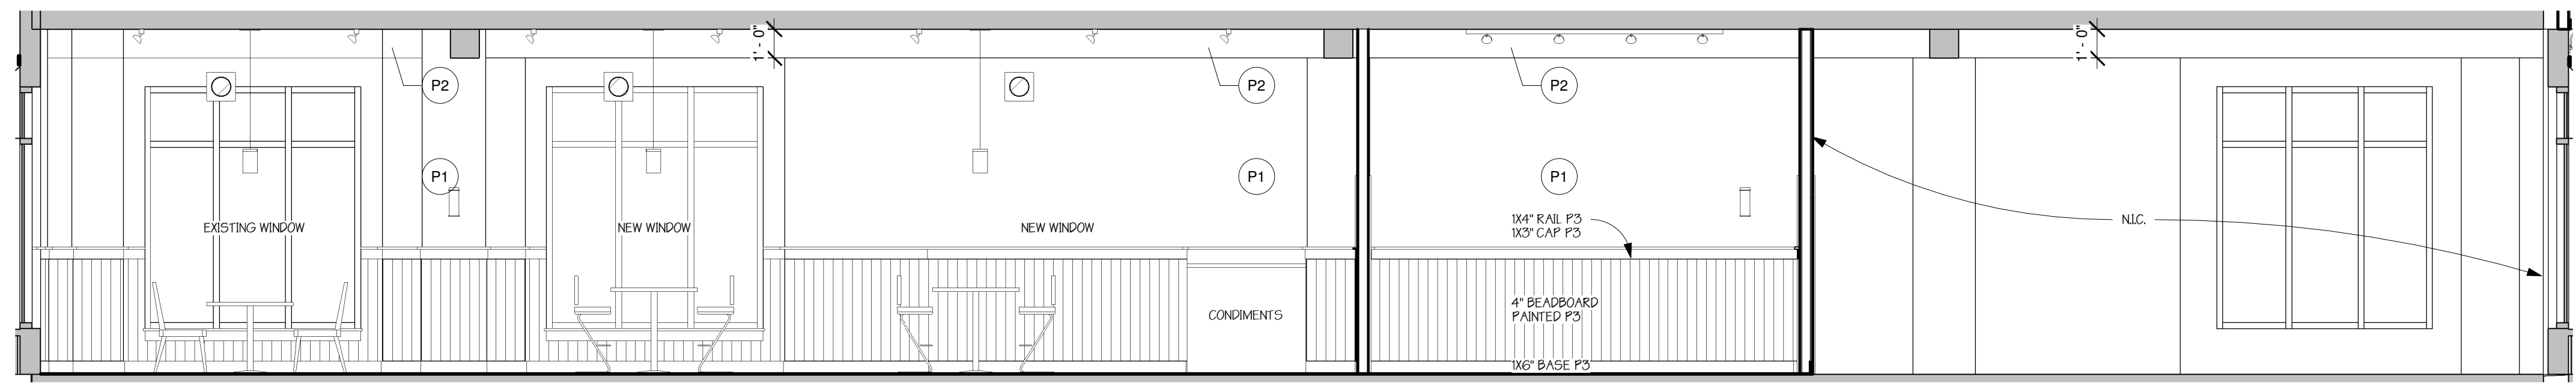 1' - 0"
1' - 0"
P2
P2
P2
P1
P1
P1
EXISTING WINDOW
NEW WINDOW
NEW WINDOW
1X4" RAIL P3
1X3" CAP P3
N.I.C.
4" BEADBOARD
PAINTED P3
CONDIMENTS
1X6" BASE P3